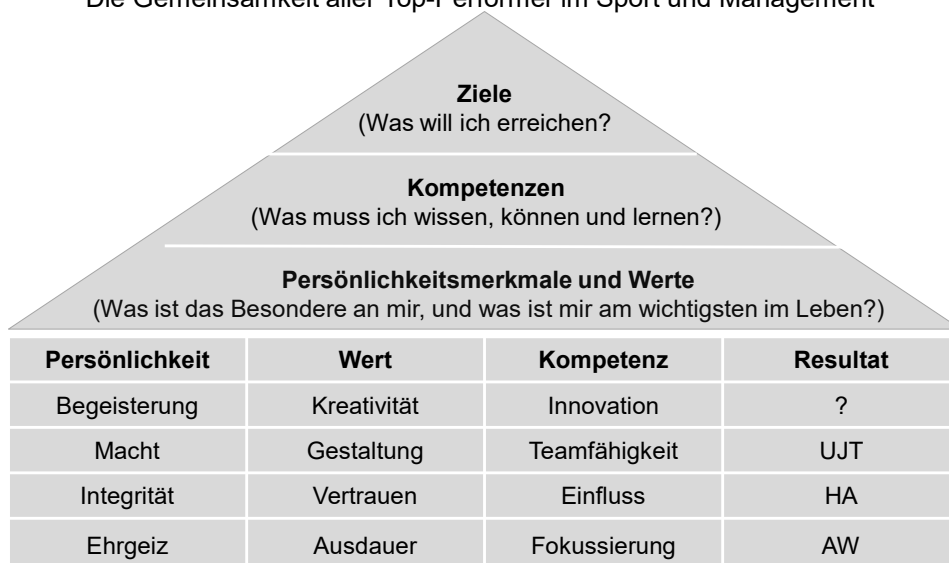 Die Gemeinsamkeit aller Top-Performer im Sport und Management
Ziele
(Was will ich erreichen?
Kompetenzen
(Was muss ich wissen, können und lernen?)
Persönlichkeitsmerkmale und Werte
(Was ist das Besondere an mir, und was ist mir am wichtigsten im Leben?)
Persönlichkeit Wert Kompetenz Resultat
Begeisterung Kreativität Innovation ?
Macht Gestaltung Teamfähigkeit UJT
Integrität Vertrauen Einfluss HA
Ehrgeiz Ausdauer Fokussierung AW